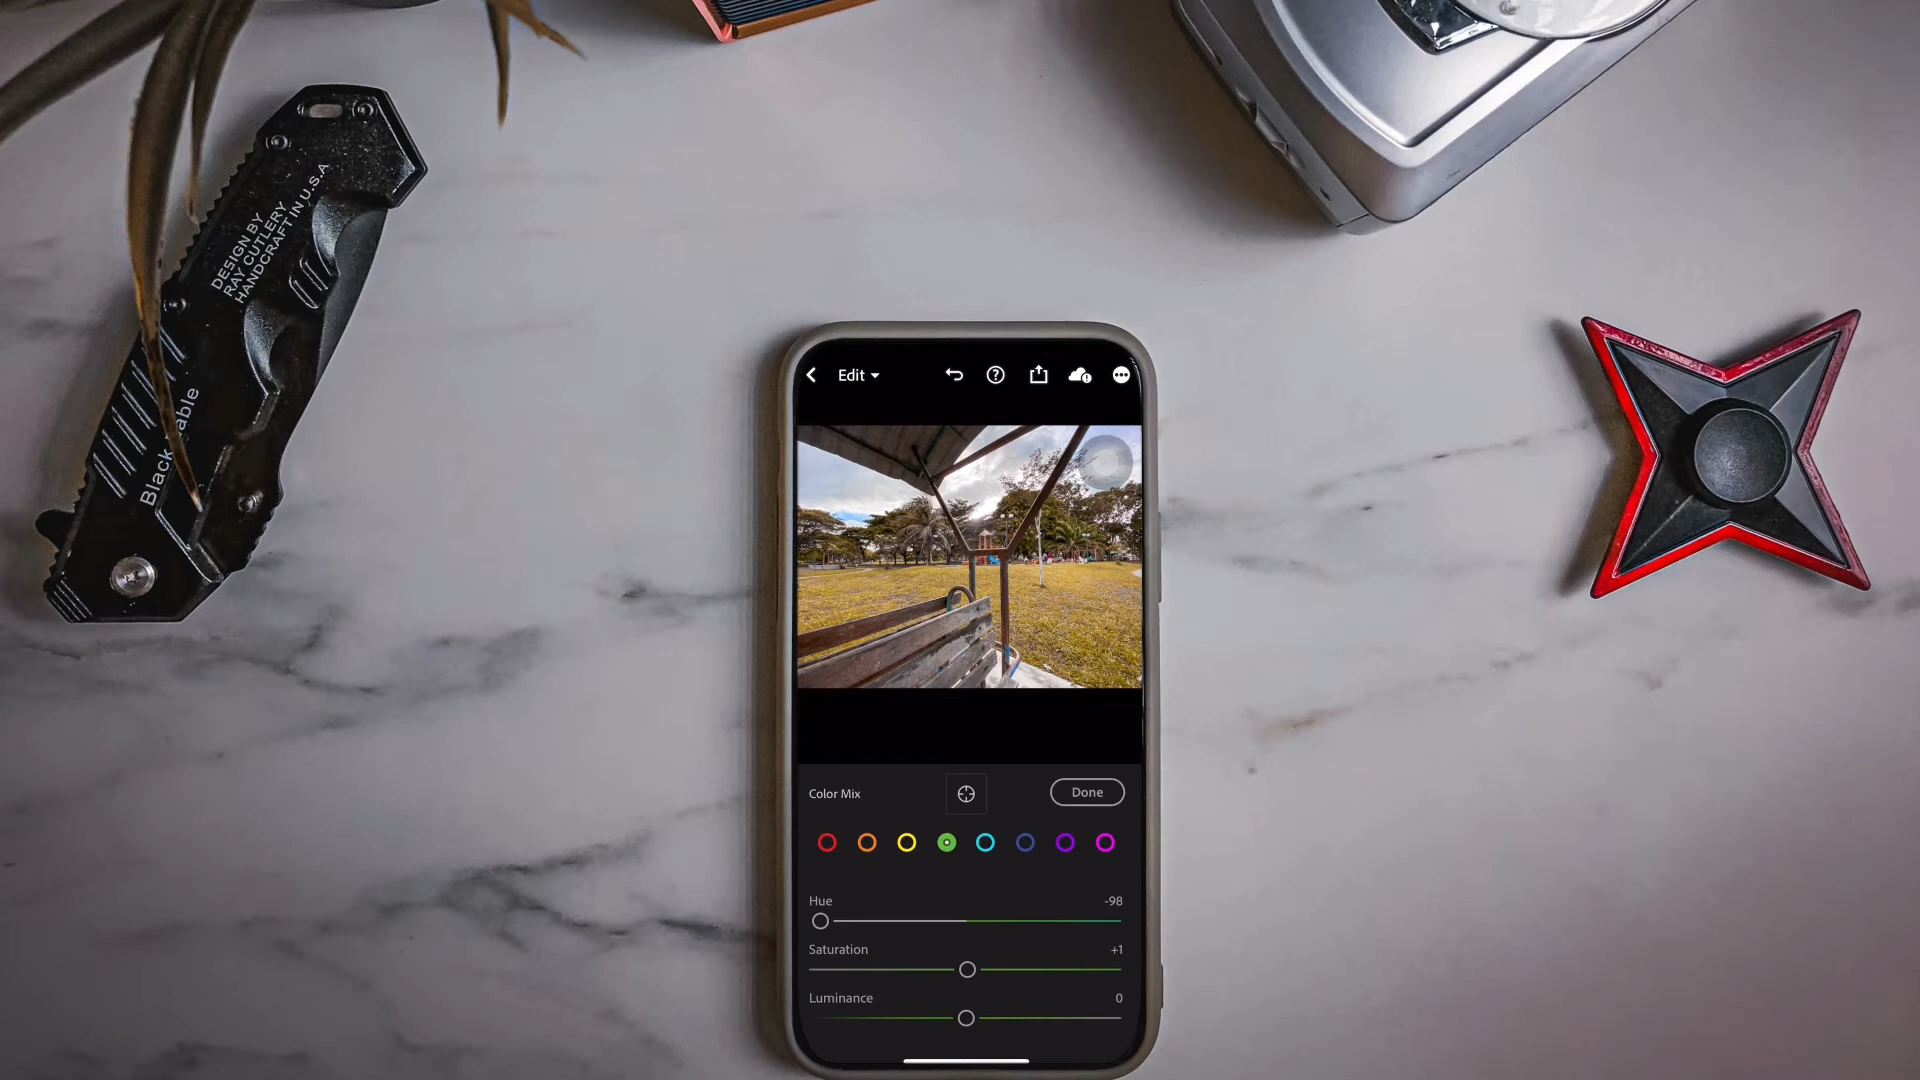 DESIGN BY
RAY CUTLERY
HANDCRAFT IN U.S.A
Black
able
Edit
Color Mix
Done
Hue
-98
Saturation
+1
Luminance
0